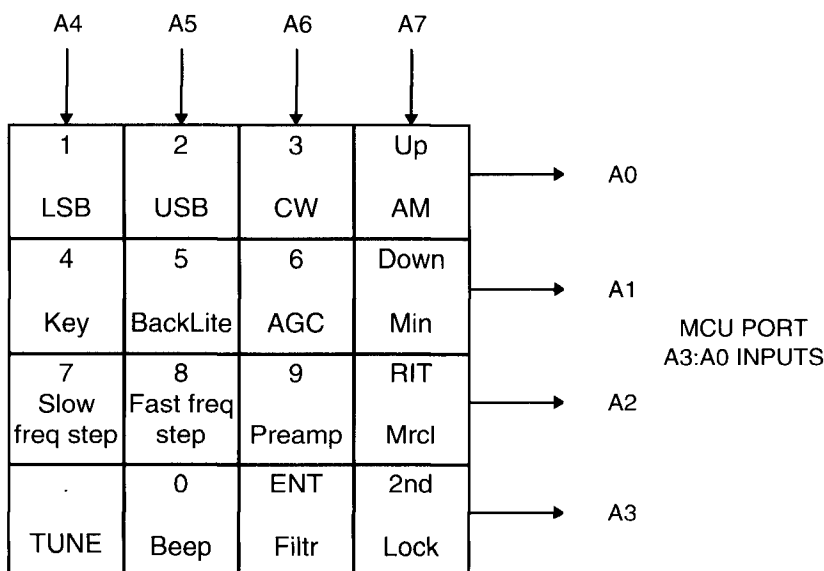 A4 A5 A6 A7
1 2 3 Up
LSB USB CW AM
A0
4 5 6 Down
Key BackLite AGC Min
A1
MCU PORT
A3:A0 INPUTS
7 8 9 RIT
Slow Fast freq
freq step step Preamp Mrcl
A2
. 0 ENT 2nd
TUNE Beep Filtr Lock
A3